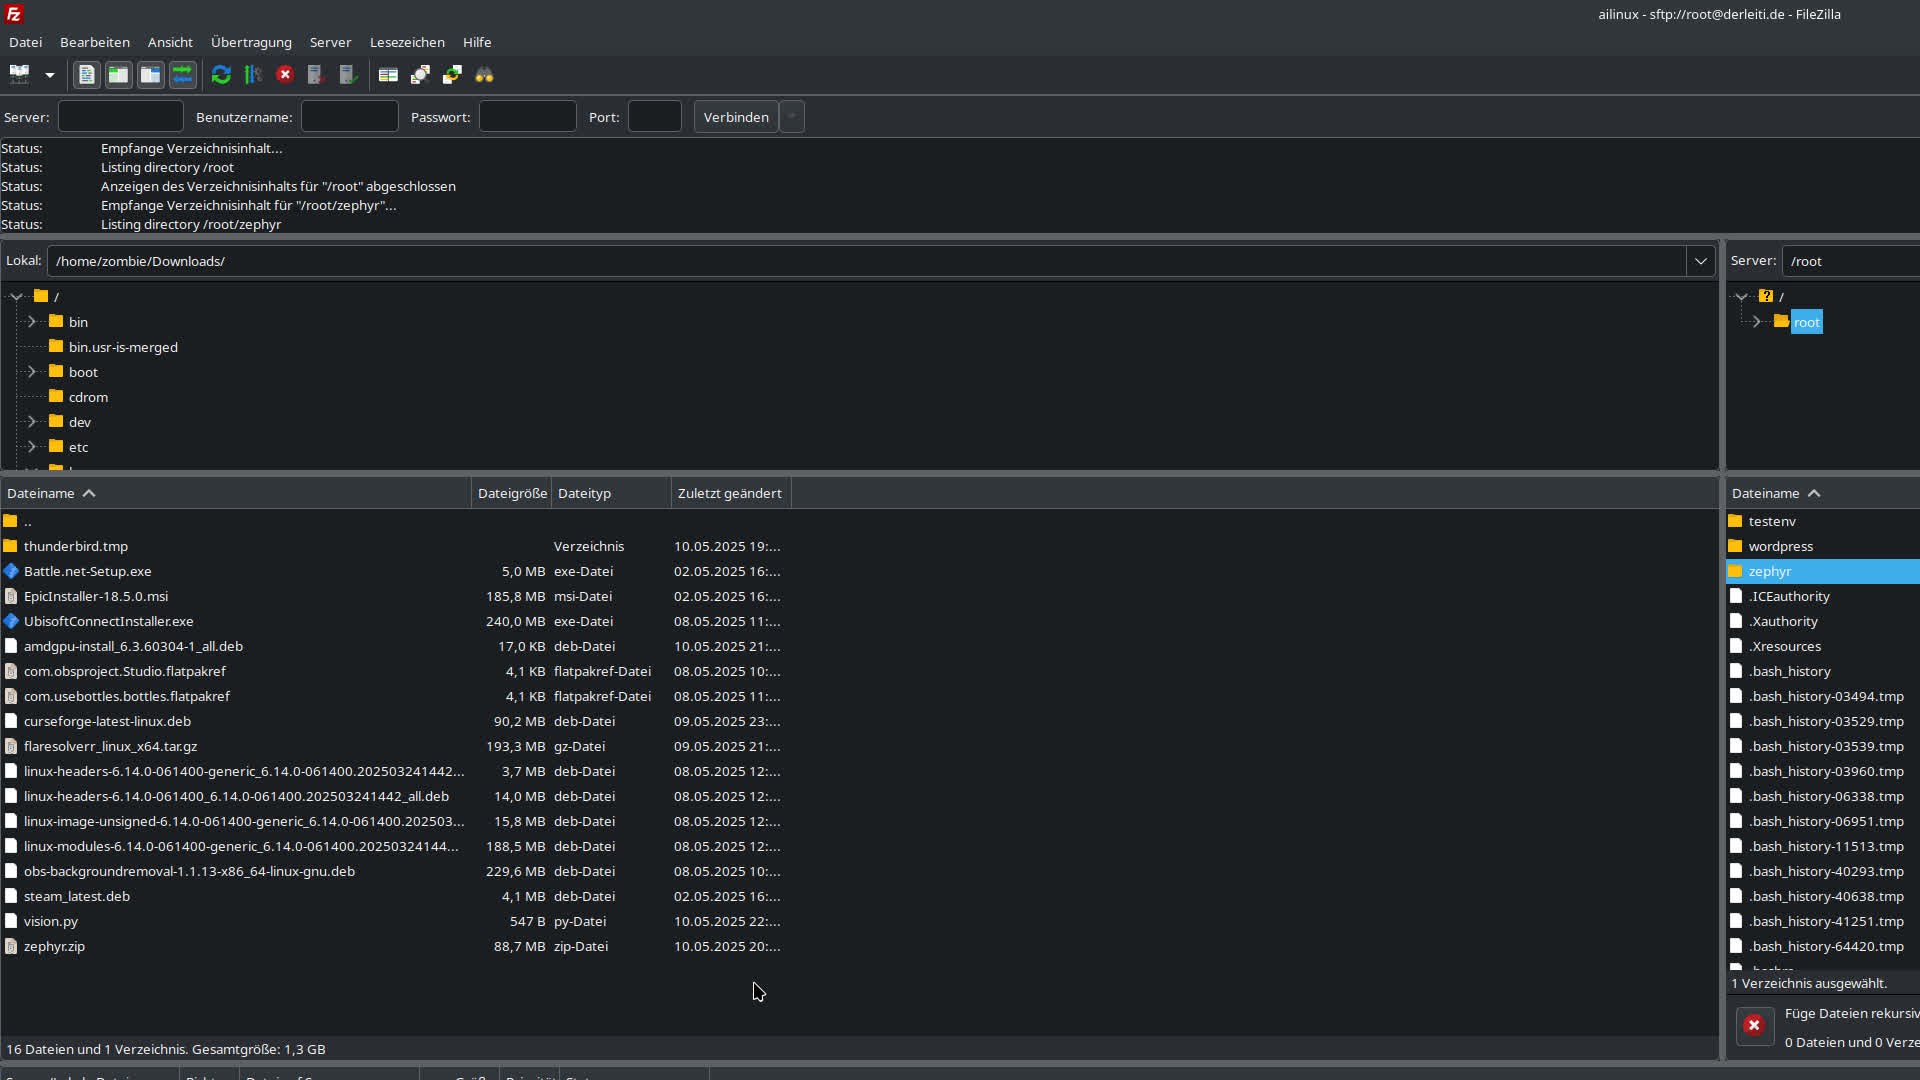 ailinux - sftp://root@derleiti.de - FileZilla
Datei Bearbeiten Ansicht Übertragung Server Lesezeichen Hilfe
Server: Benutzername: Passwort: Port: Verbinden
Status: Empfange Verzeichnisinhalt...
Status: Listing directory /root
Status: Anzeigen des Verzeichnisinhalts für "/root" abgeschlossen
Status: Empfange Verzeichnisinhalt für "/root/zephyr"...
Status: Listing directory /root/zephyr
Lokal: /home/zombie/Downloads/
/
bin
bin.usr-is-merged
boot
cdrom
dev
etc
Server: /root
/
root
Dateiname Dateigröße Dateityp Zuletzt geändert
..
thunderbird.tmp Verzeichnis 10.05.2025 19:...
Battle.net-Setup.exe 5,0 MB exe-Datei 02.05.2025 16:...
EpicInstaller-18.5.0.msi 185,8 MB msi-Datei 02.05.2025 16:...
UbisoftConnectInstaller.exe 240,0 MB exe-Datei 08.05.2025 11:...
amdgpu-install_6.3.60304-1_all.deb 17,0 KB deb-Datei 10.05.2025 21:...
com.obsproject.Studio.flatpakref 4,1 KB flatpakref-Datei 08.05.2025 10:...
com.usebottles.bottles.flatpakref 4,1 KB flatpakref-Datei 08.05.2025 11:...
curseforge-latest-linux.deb 90,2 MB deb-Datei 09.05.2025 23:...
flaresolverr_linux_x64.tar.gz 193,3 MB gz-Datei 09.05.2025 21:...
linux-headers-6.14.0-061400-generic_6.14.0-061400.202503241442... 3,7 MB deb-Datei 08.05.2025 12:...
linux-headers-6.14.0-061400_6.14.0-061400.202503241442_all.deb 14,0 MB deb-Datei 08.05.2025 12:...
linux-image-unsigned-6.14.0-061400-generic_6.14.0-061400.202503... 15,8 MB deb-Datei 08.05.2025 12:...
linux-modules-6.14.0-061400-generic_6.14.0-061400.20250324144... 188,5 MB deb-Datei 08.05.2025 12:...
obs-backgroundremoval-1.1.13-x86_64-linux-gnu.deb 229,6 MB deb-Datei 08.05.2025 10:...
steam_latest.deb 4,1 MB deb-Datei 02.05.2025 16:...
vision.py 547 B py-Datei 10.05.2025 22:...
zephyr.zip 88,7 MB zip-Datei 10.05.2025 20:...
16 Dateien und 1 Verzeichnis. Gesamtgröße: 1,3 GB
Dateiname
testenv
wordpress
zephyr
.ICEauthority
.Xauthority
.Xresources
.bash_history
.bash_history-03494.tmp
.bash_history-03529.tmp
.bash_history-03539.tmp
.bash_history-03960.tmp
.bash_history-06338.tmp
.bash_history-06951.tmp
.bash_history-11513.tmp
.bash_history-40293.tmp
.bash_history-40638.tmp
.bash_history-41251.tmp
.bash_history-64420.tmp
1 Verzeichnis ausgewählt.
Füge Dateien rekursiv
0 Dateien und 0 Verze